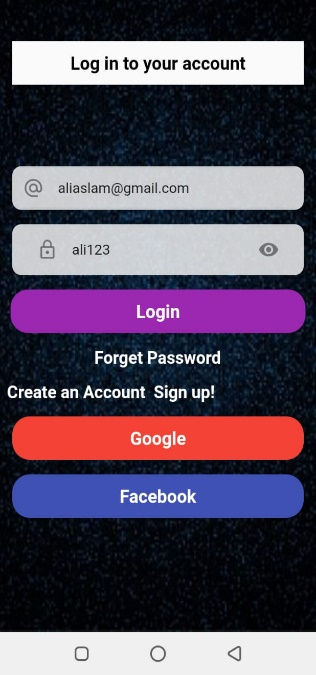 Log in to your account
aliaslam@gmail.com
ali123
Login
Forget Password
Create an Account  Sign up!
Google
Facebook